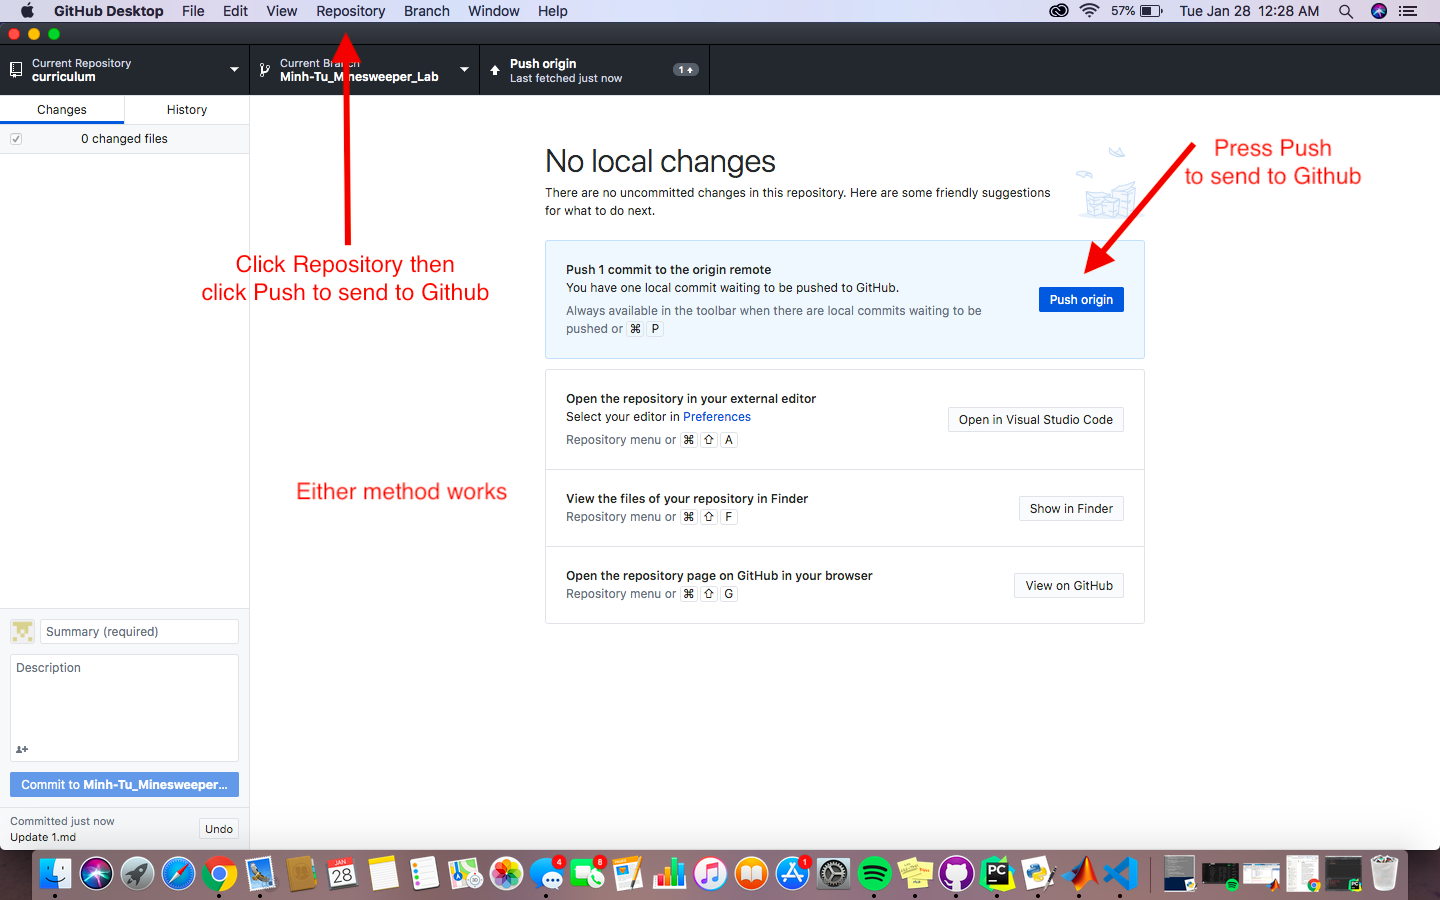 GitHub Desktop File Edit View Repository Branch Window Help 57% Tue Jan 28 12:28 AM
Current Repository
curriculum
Current Branch
Minh-Tu_Minesweeper_Lab
Push origin
Last fetched just now
1
Changes History
0 changed files
No local changes
There are no uncommitted changes in this repository. Here are some friendly suggestions
for what to do next.
Press Push
to send to Github
Click Repository then
click Push to send to Github
Push 1 commit to the origin remote
You have one local commit waiting to be pushed to GitHub.
Always available in the toolbar when there are local commits waiting to be
pushed or ⌘ P
Push origin
Open the repository in your external editor
Select your editor in Preferences
Repository menu or ⌘ ⇧ A
Open in Visual Studio Code
Either method works
View the files of your repository in Finder
Repository menu or ⌘ ⇧ F
Show in Finder
Open the repository page on GitHub in your browser
Repository menu or ⌘ ⇧ G
View on GitHub
Summary (required)
Description
Commit to Minh-Tu_Minesweeper...
Committed just now
Update 1.md
Undo
JAN
28
4
1
PC